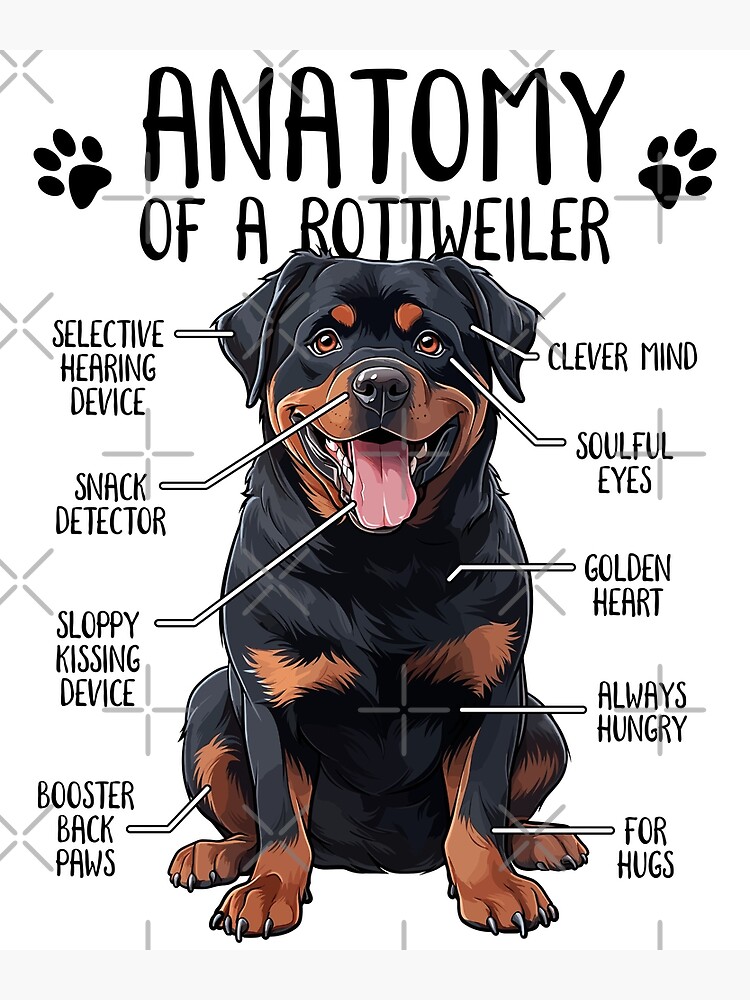 ANATOMY
OF A ROTTWEILER
SELECTIVE
HEARING
DEVICE
CLEVER MIND
SOULFUL
EYES
SNACK
DETECTOR
GOLDEN
HEART
SLOPPY
KISSING
DEVICE
ALWAYS
HUNGRY
BOOSTER
BACK
PAWS
FOR
HUGS